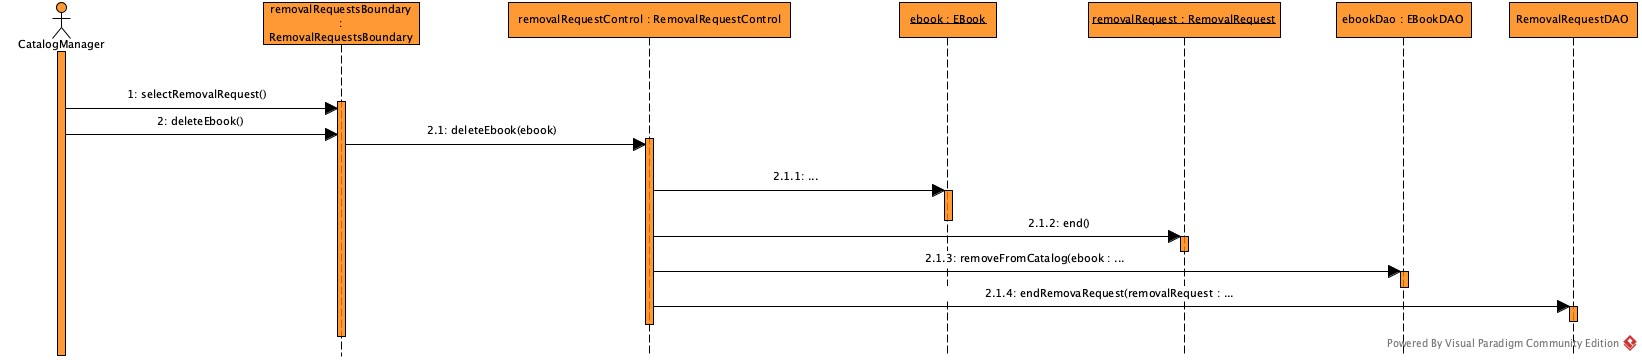 CatalogManager
removalRequestsBoundary
:
RemovalRequestsBoundary
removalRequestControl : RemovalRequestControl
ebook : EBook
removalRequest : RemovalRequest
ebookDao : EBookDAO
RemovalRequestDAO
1: selectRemovalRequest()
2: deleteEbook()
2.1: deleteEbook(ebook)
2.1.1: ...
2.1.2: end()
2.1.3: removeFromCatalog(ebook : ...
2.1.4: endRemovaRequest(removalRequest : ...
Powered By Visual Paradigm Community Edition